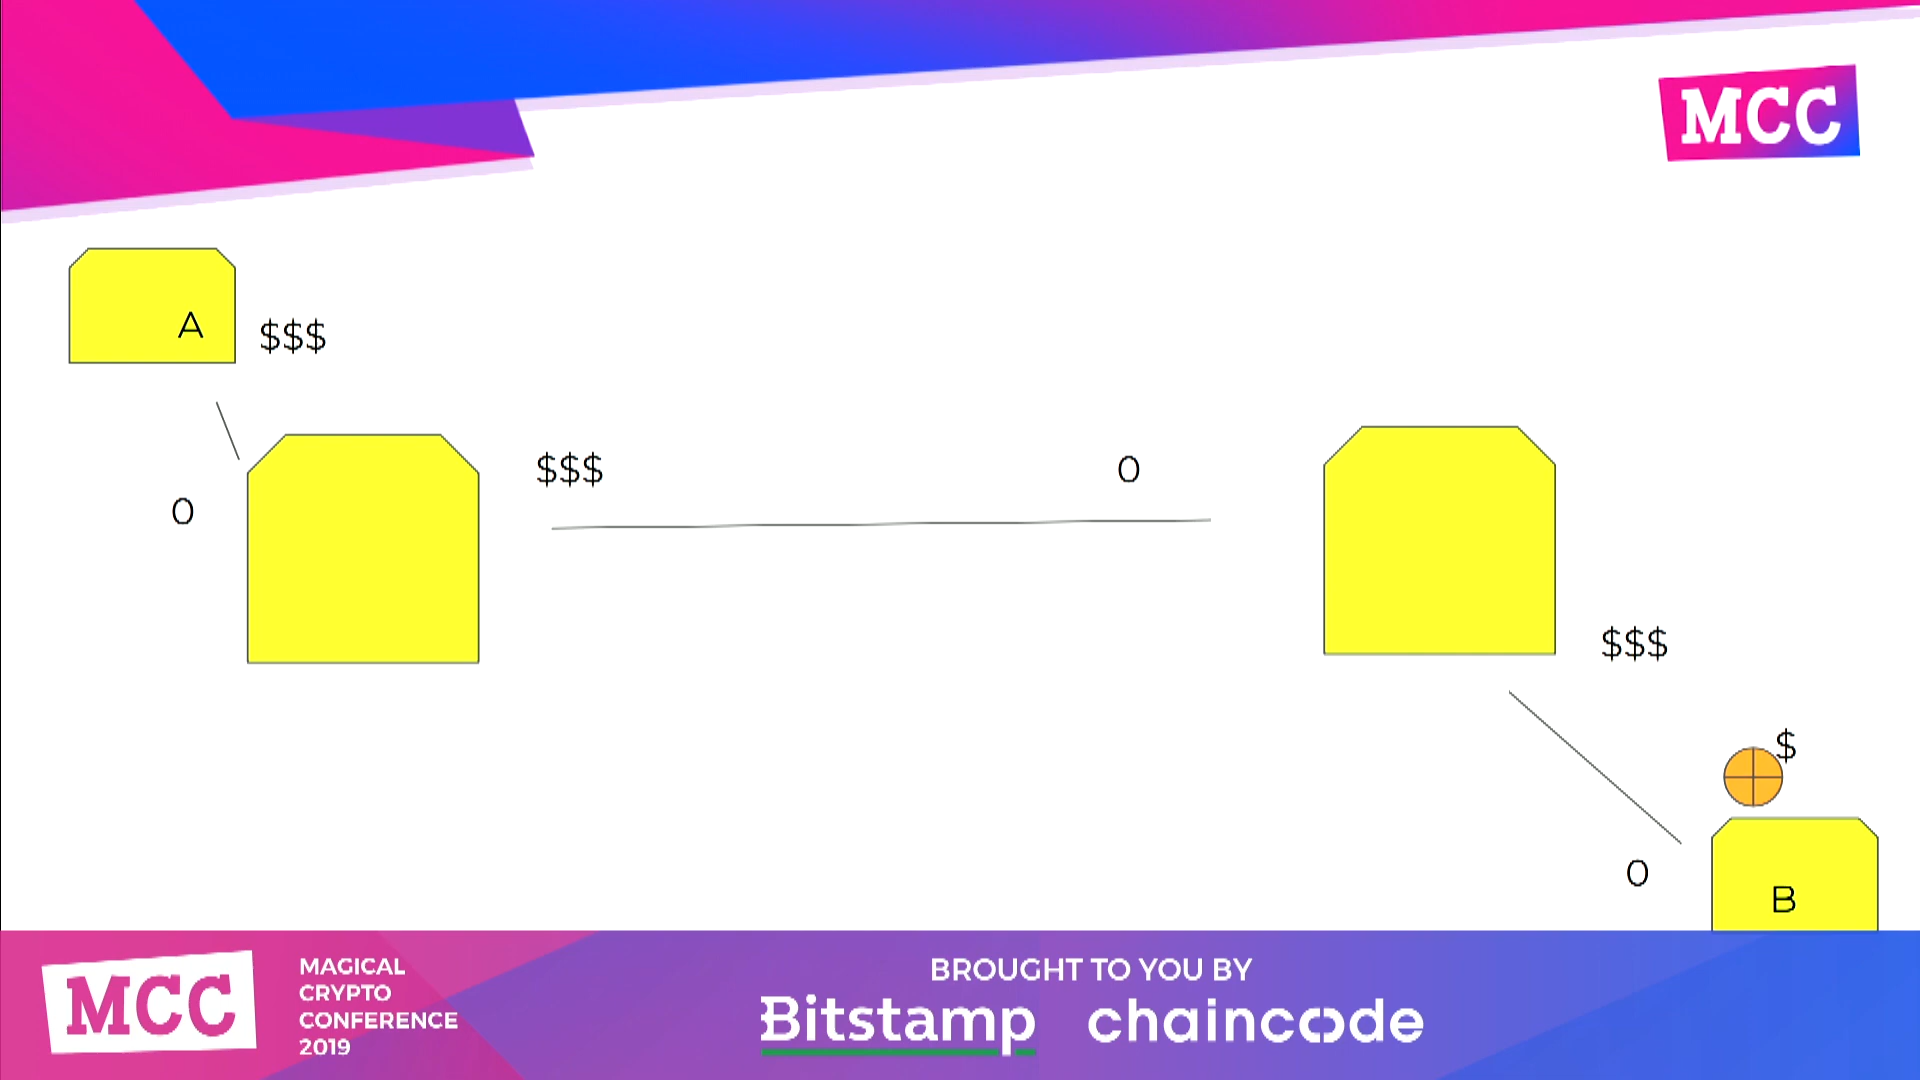 MCC
A
$$$
$$$
0
0
$$$
$
0
B
MCC
MAGICAL
CRYPTO
CONFERENCE
2019
BROUGHT TO YOU BY
Bitstamp chaincode